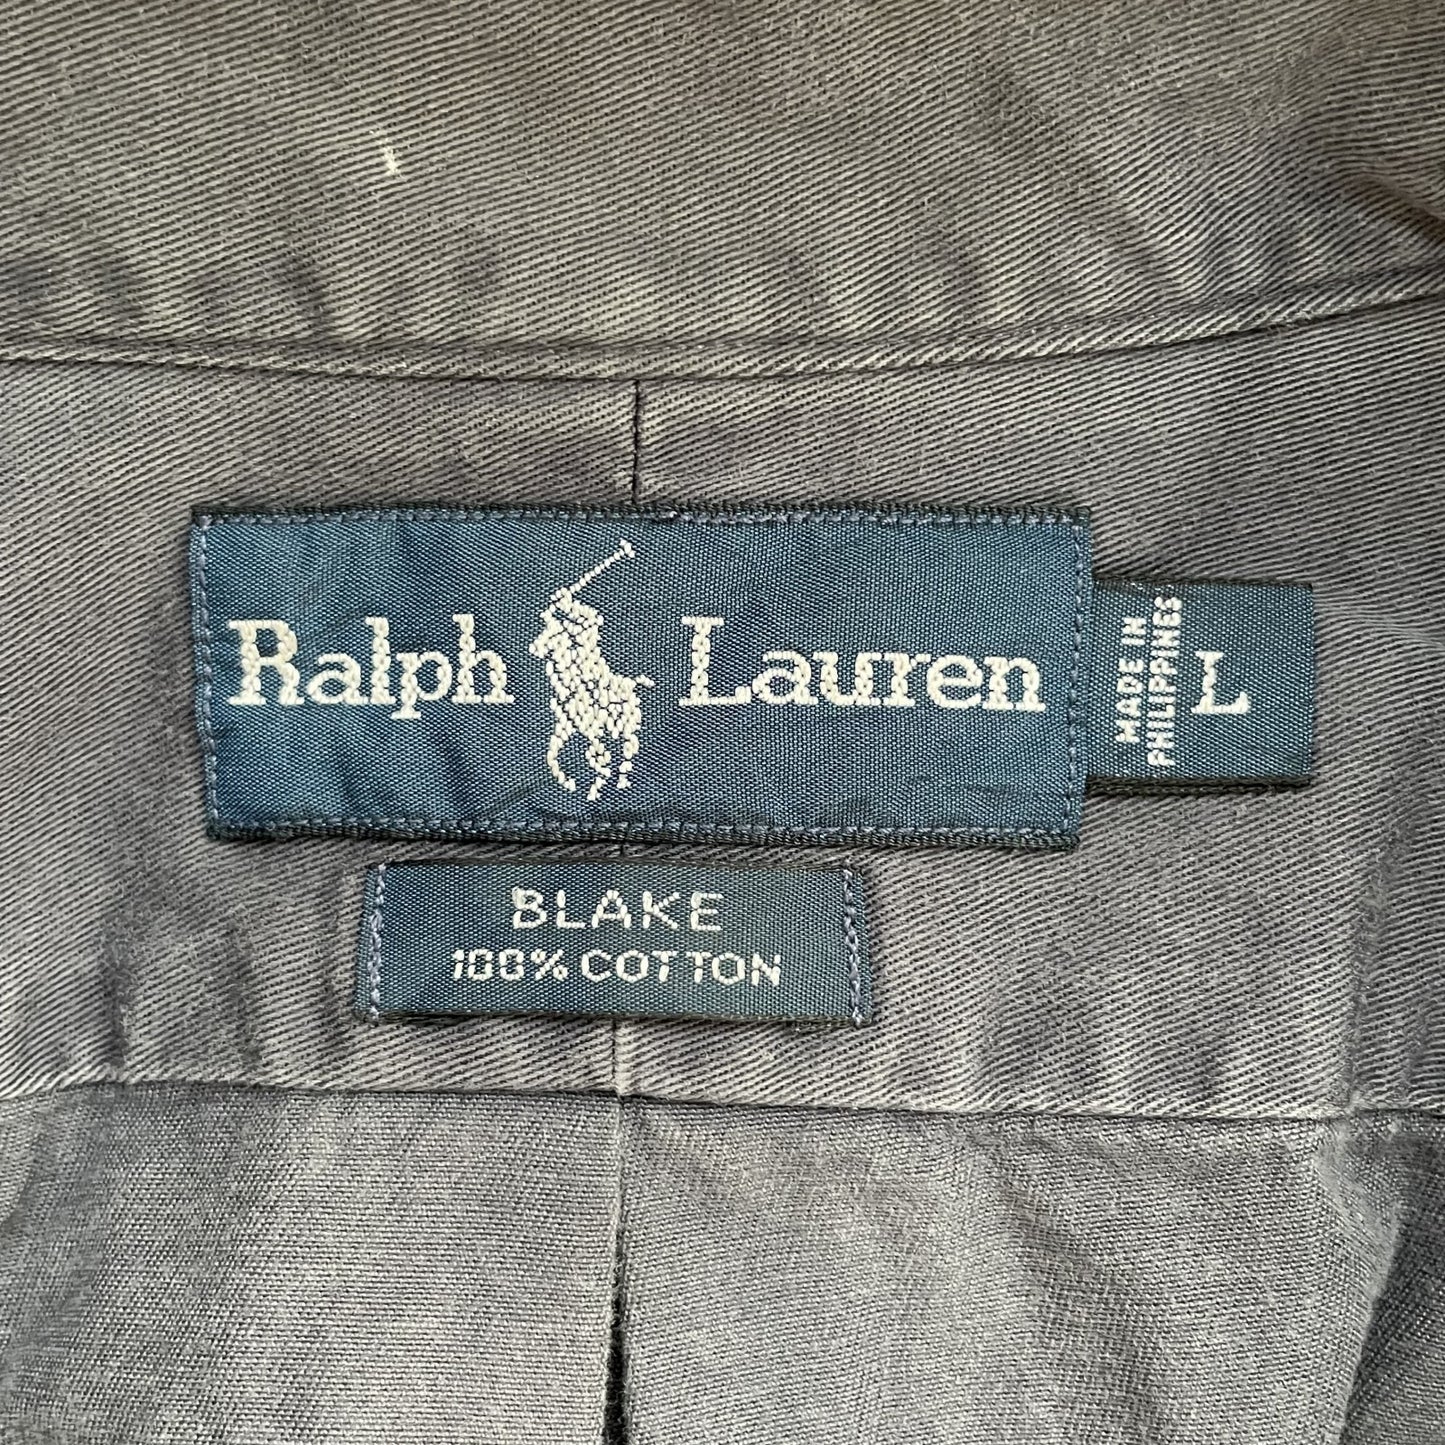 Ralph Lauren
MADE IN
PHILIPPINES
L
BLAKE
100% COTTON